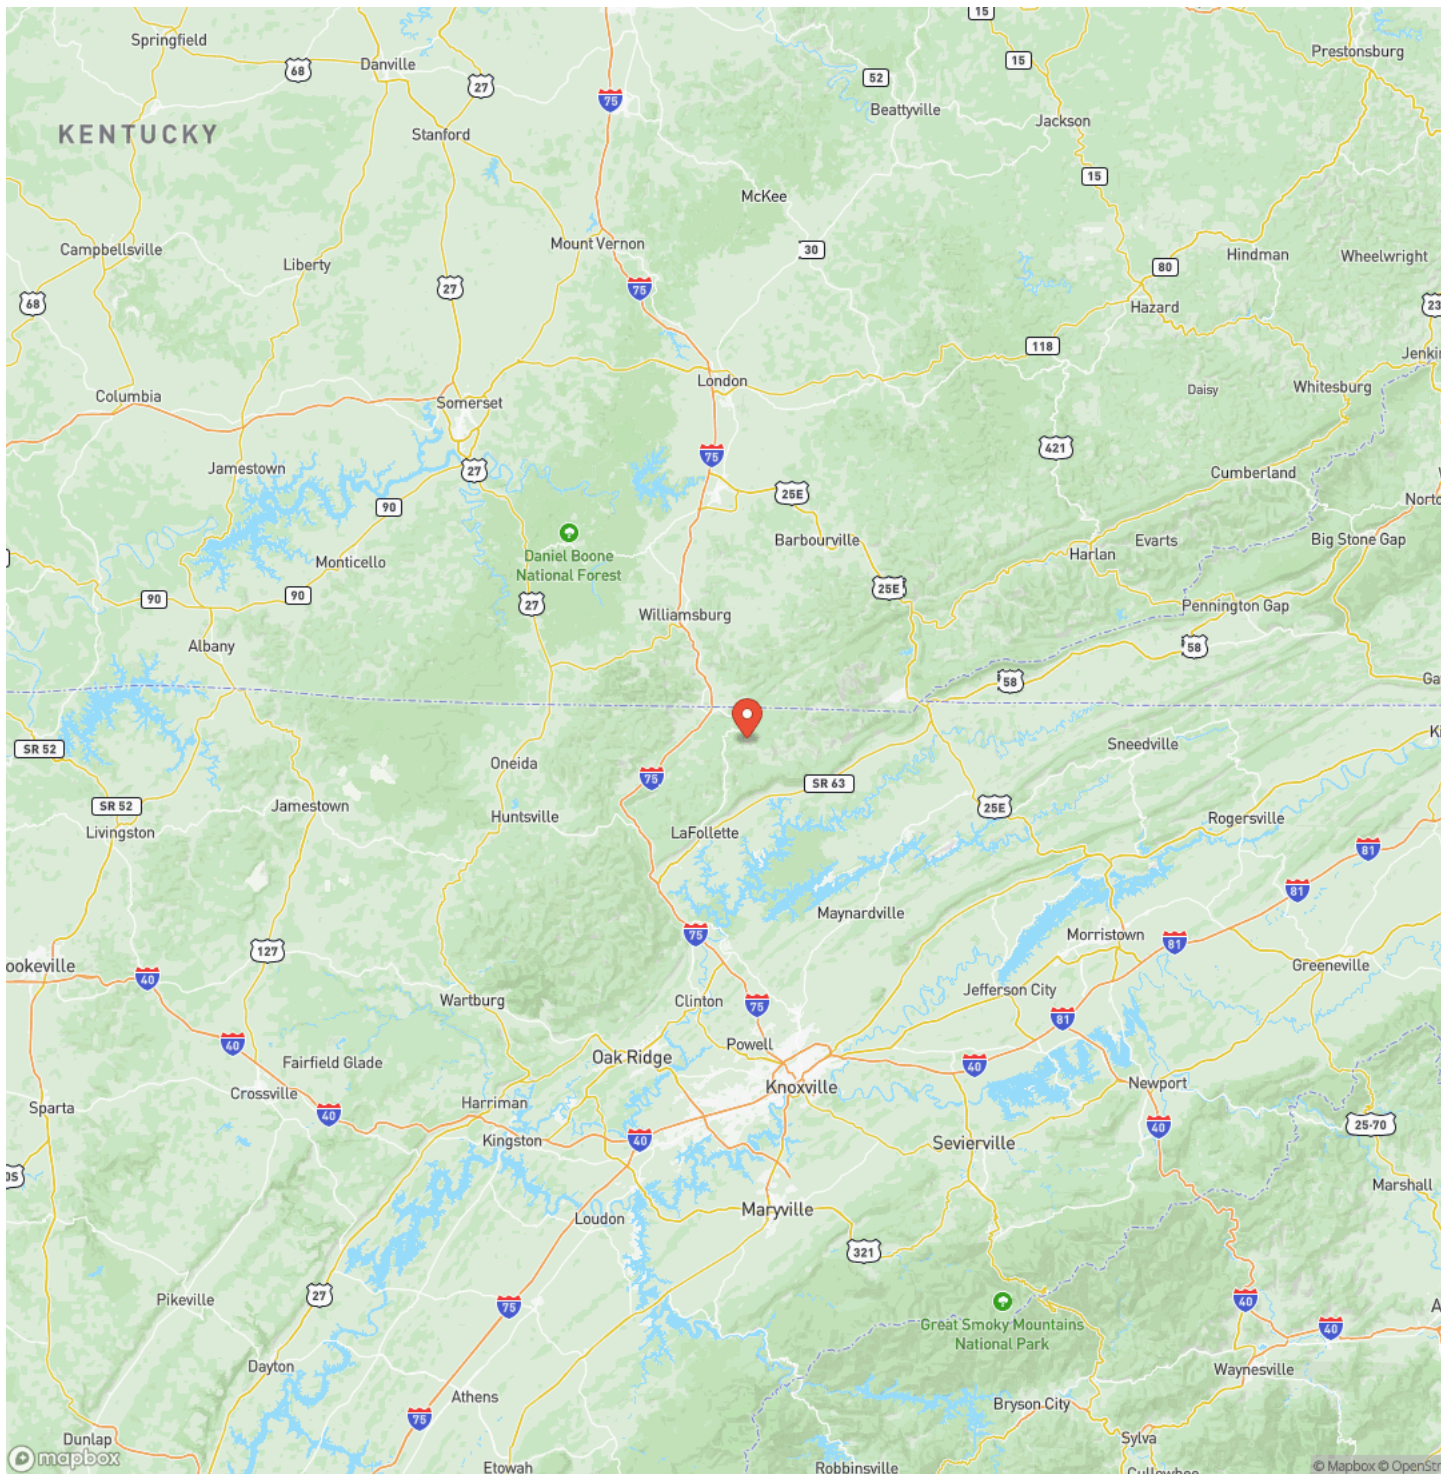 15
Springfield
Prestonsburg
Danville
68
27
15
52
75
Beattyville
Jackson
KENTUCKY
Stanford
15
McKee
Mount Vernon
30
Campbellsville
Liberty
80
Hindman
Wheelwright
68
27
75
Hazard
23
118
Jenki
London
Columbia
Somerset
Daisy
Whitesburg
421
75
Jamestown
27
Cumberland
25E
90
Norto
Barbourville
Harlan
Evarts
Big Stone Gap
Daniel Boone
National Forest
Monticello
25E
90
90
27
Williamsburg
Pennington Gap
Albany
58
58
Ga
SR 52
Sneedville
Ki
Oneida
75
SR 63
SR 52
Jamestown
Huntsville
25E
Livingston
LaFollette
Rogersville
81
81
Maynardville
75
Morristown
81
127
ookeville
40
Greeneville
Jefferson City
Wartburg
Clinton
75
81
40
Powell
Fairfield Glade
Oak Ridge
40
Knoxville
Newport
Crossville
Harriman
Sparta
40
40
25-70
Kingston
40
Sevierville
0S
Marshall
Maryville
Loudon
321
Pikeville
27
75
40
A
Great Smoky Mountains
National Park
40
Dayton
Waynesville
Athens
Bryson City
75
Dunlap
Sylva
mapbox
Etowah
Robbinsville
Cullowhee
© Mapbox © OpenStr